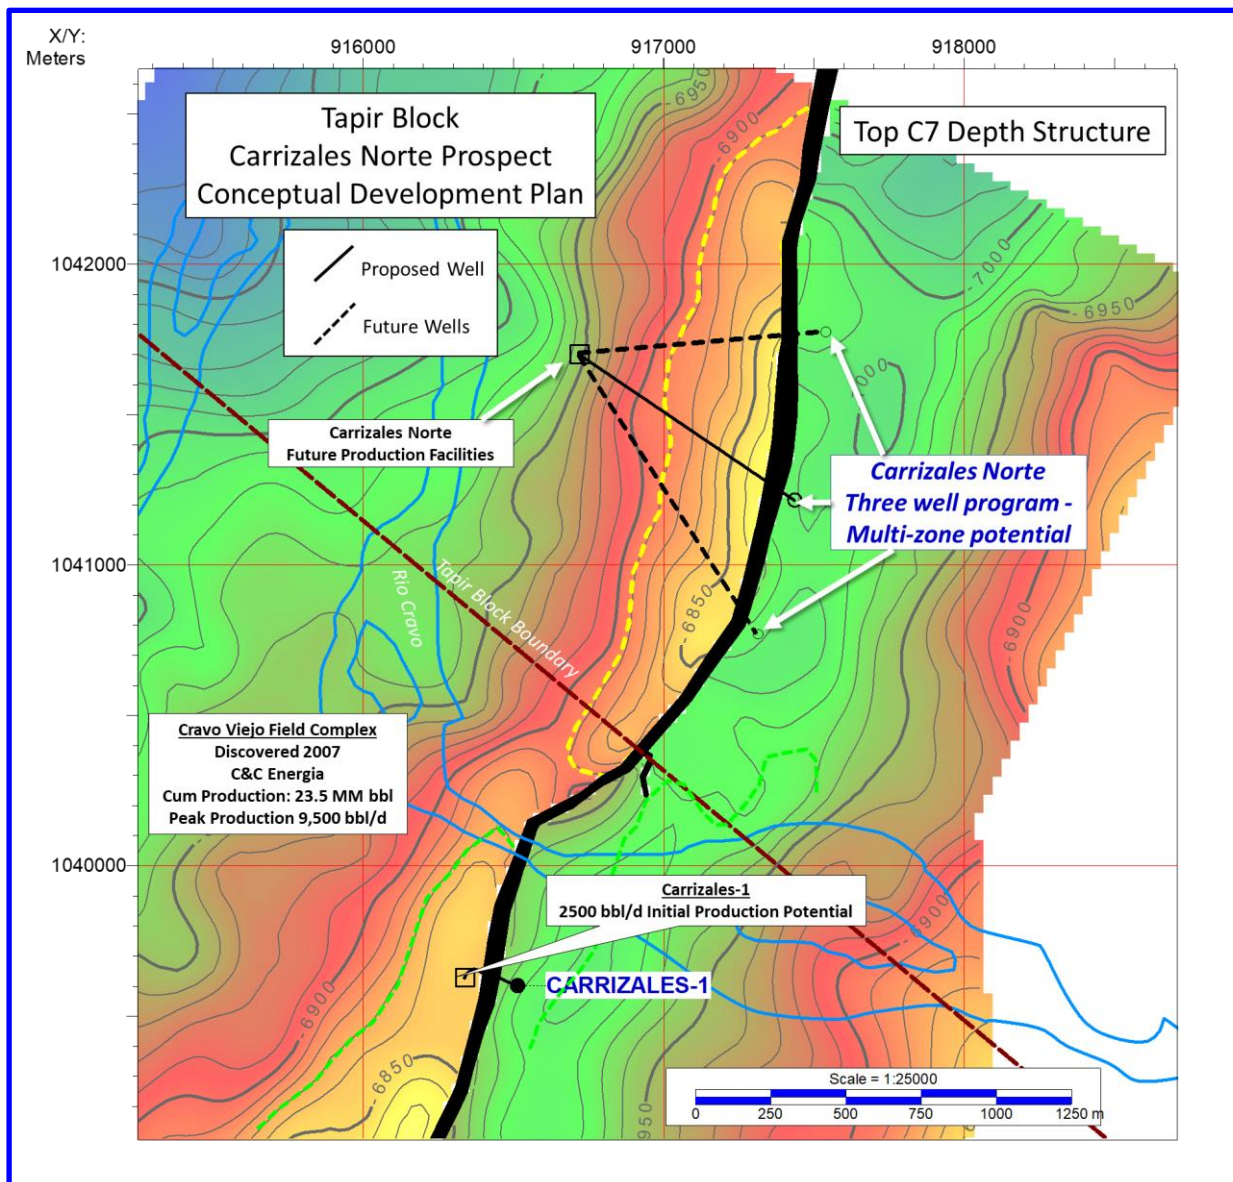 X/Y:
Meters
916000
917000
918000
Tapir Block
Carrizales Norte Prospect
Conceptual Development Plan
Top C7 Depth Structure
Proposed Well
Future Wells
-6950
-6900
-7000
-6950
1042000
000
Carrizales Norte
Future Production Facilities
Carrizales Norte
Three well program -
Multi-zone potential
1041000
Rio Cravo
Tapir Block Boundary
-6850
-6900
Cravo Viejo Field Complex
Discovered 2007
C&C Energia
Cum Production: 23.5 MM bbl
Peak Production 9,500 bbl/d
1040000
Carrizales-1
2500 bbl/d Initial Production Potential
-6900
CARRIZALES-1
-6900
-6850
-6950
Scale = 1:25000
0 250 500 750 1000 1250 m